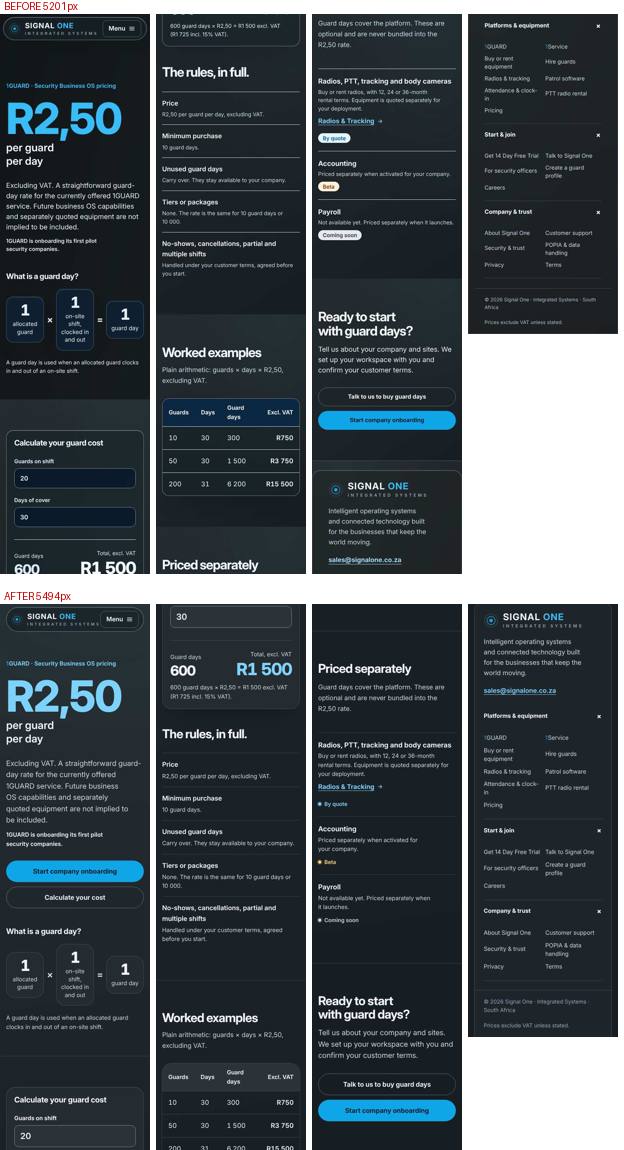 BEFORE 5201px
SIGNAL ONE
INTEGRATED SYSTEMS
Menu
1GUARD · Security Business OS pricing
R2,50
per guard
per day
Excluding VAT. A straightforward guard-
day rate for the currently offered 1GUARD
service. Future business OS capabilities
and separately quoted equipment are not
implied to be included.
1GUARD is onboarding its first pilot
security companies.
What is a guard day?
1
allocated
guard
×
1
on-site
shift,
clocked in
and out
=
1
guard day
A guard day is used when an allocated guard clocks
in and out of an on-site shift.
Calculate your guard cost
Guards on shift
20
Days of cover
30
Guard days
600
Total, excl. VAT
R1 500
600 guard days × R2,50 = R1 500 excl. VAT
(R1 725 incl. 15% VAT).
The rules, in full.
Price
R2,50 per guard per day, excluding VAT.
Minimum purchase
10 guard days.
Unused guard days
Carry over. They stay available to your company.
Tiers or packages
None. The rate is the same for 10 guard days or
10 000.
No-shows, cancellations, partial and
multiple shifts
Handled under your customer terms, agreed before
you start.
Worked examples
Plain arithmetic: guards × days × R2,50,
excluding VAT.
Guards Days Guard days Excl. VAT
10 30 300 R750
50 30 1 500 R3 750
200 31 6 200 R15 500
Priced separately
Guard days cover the platform. These are
optional and are never bundled into the
R2,50 rate.
Radios, PTT, tracking and body cameras
Buy or rent radios, with 12, 24 or 36-month
rental terms. Equipment is quoted separately for
your deployment.
Radios & Tracking →
By quote
Accounting
Priced separately when activated for your company.
Beta
Payroll
Not available yet. Priced separately when it launches.
Coming soon
Ready to start
with guard days?
Tell us about your company and sites. We
set up your workspace with you and
confirm your customer terms.
Talk to us to buy guard days
Start company onboarding
SIGNAL ONE
INTEGRATED SYSTEMS
Intelligent operating systems
and connected technology built
for the businesses that keep the
world moving.
sales@signalone.co.za
Platforms & equipment
1GUARD
1Service
Buy or rent
equipment
Hire guards
Radios & tracking
Patrol software
Attendance & clock-
in
PTT radio rental
Pricing
Start & join
Get 14 Day Free Trial
Talk to Signal One
For security officers
Create a guard
profile
Careers
Company & trust
About Signal One
Customer support
Security & trust
POPIA & data
handling
Privacy
Terms
© 2026 Signal One · Integrated Systems · South
Africa
Prices exclude VAT unless stated.
AFTER 5494px
SIGNAL ONE
INTEGRATED SYSTEMS
Menu
1GUARD · Security Business OS pricing
R2,50
per guard
per day
Excluding VAT. A straightforward guard-
day rate for the currently offered
1GUARD service. Future business
OS capabilities and separately
quoted equipment are not implied to
be included.
1GUARD is onboarding its first pilot
security companies.
Start company onboarding
Calculate your cost
What is a guard day?
1
allocated
guard
×
1
on-site
shift,
clocked in
and out
=
1
guard day
A guard day is used when an allocated guard
clocks in and out of an on-site shift.
Calculate your guard cost
Guards on shift
20
30
Guard days
600
Total, excl. VAT
R1 500
600 guard days × R2,50 = R1 500 excl. VAT
(R1 725 incl. 15% VAT).
The rules, in full.
Price
R2,50 per guard per day, excluding VAT.
Minimum purchase
10 guard days.
Unused guard days
Carry over. They stay available to your company.
Tiers or packages
None. The rate is the same for 10 guard days or
10 000.
No-shows, cancellations, partial and
multiple shifts
Handled under your customer terms, agreed
before you start.
Worked examples
Plain arithmetic: guards × days × R2,50,
excluding VAT.
Guards Days Guard days Excl. VAT
10 30 300 R750
50 30 1 500 R3 750
200 31 6 200 R15 500
Priced separately
Guard days cover the platform. These are
optional and are never bundled into the
R2,50 rate.
Radios, PTT, tracking and body cameras
Buy or rent radios, with 12, 24 or 36-month
rental terms. Equipment is quoted separately for
your deployment.
Radios & Tracking →
By quote
Accounting
Priced separately when activated for
your company.
Beta
Payroll
Not available yet. Priced separately when
it launches.
Coming soon
Ready to start
with guard days?
Tell us about your company and sites.
We set up your workspace with you and
confirm your customer terms.
Talk to us to buy guard days
Start company onboarding
SIGNAL ONE
INTEGRATED SYSTEMS
Intelligent operating systems
and connected technology built
for the businesses that keep the
world moving.
sales@signalone.co.za
Platforms & equipment
1GUARD
1Service
Buy or rent
equipment
Hire guards
Radios & tracking
Patrol software
Attendance & clock-
in
PTT radio rental
Pricing
Start & join
Get 14 Day Free Trial
Talk to Signal One
For security officers
Create a guard
profile
Careers
Company & trust
About Signal One
Customer support
Security & trust
POPIA & data
handling
Privacy
Terms
© 2026 Signal One · Integrated Systems ·
South Africa
Prices exclude VAT unless stated.